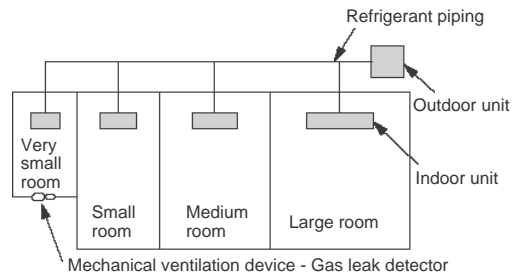 Refrigerant piping
Outdoor unit
Indoor unit
Very
small
room
Small
room
Medium
room
Large room
Mechanical ventilation device - Gas leak detector